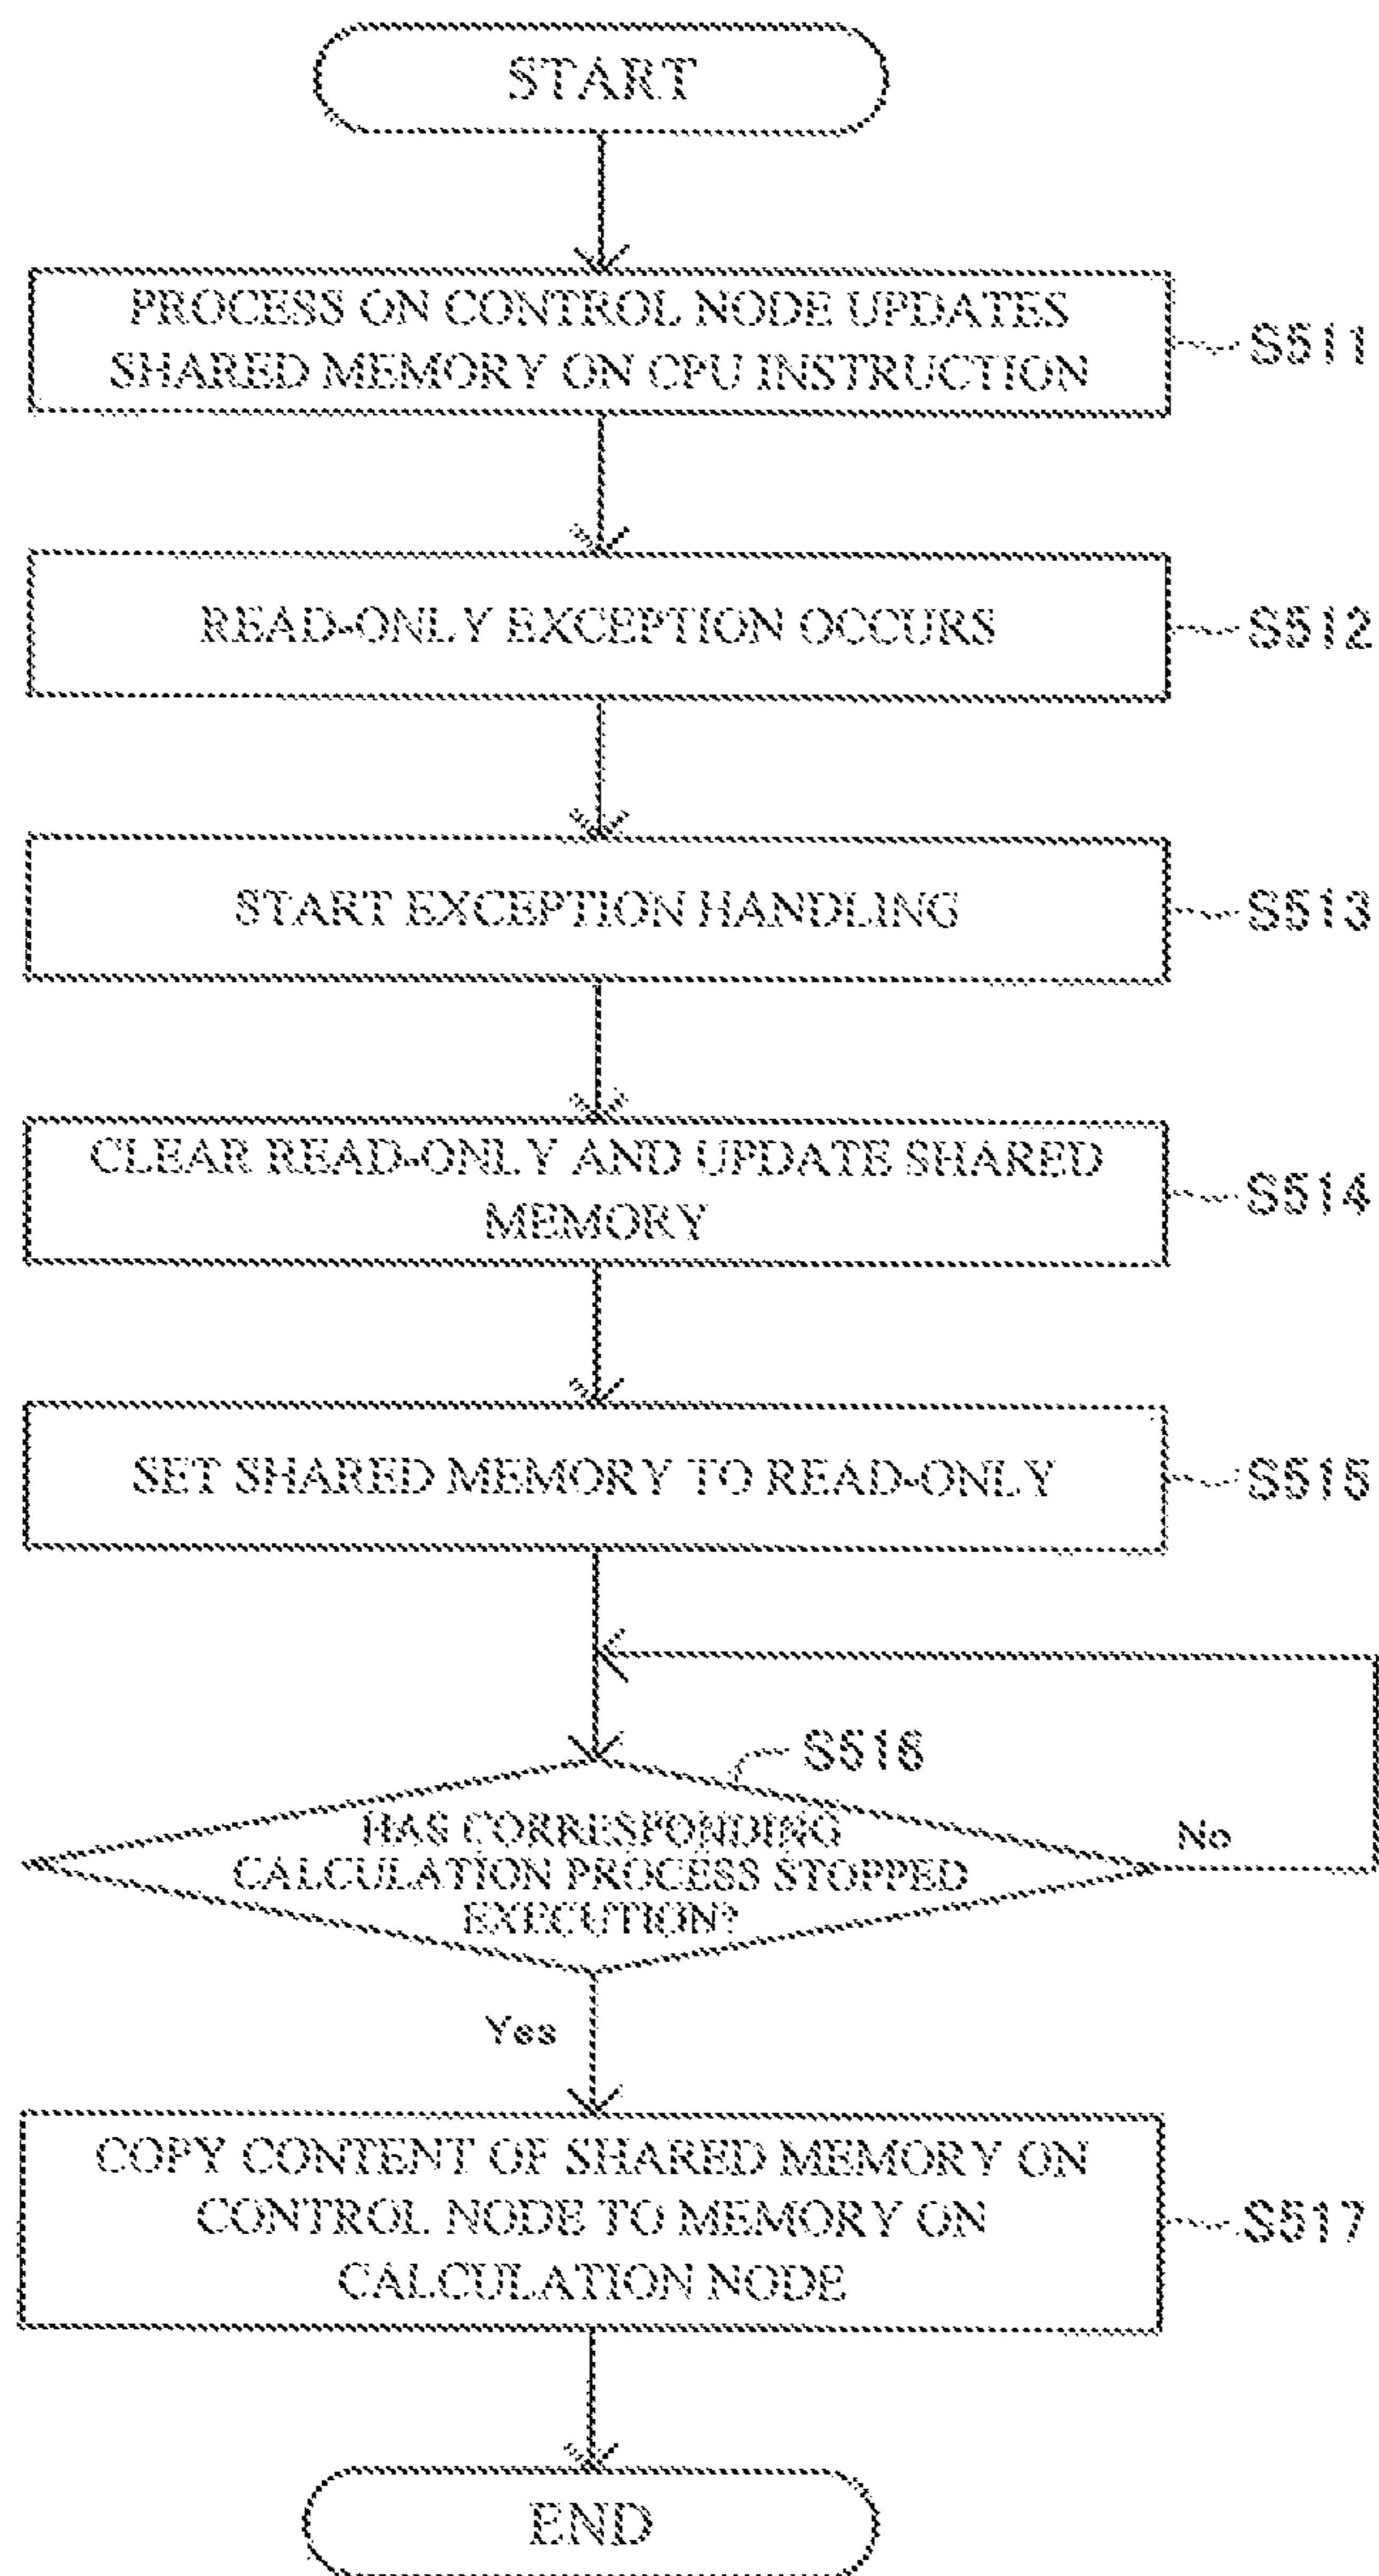 START
PROCESS ON CONTROL NODE UPDATES
SHARED MEMORY ON CPU INSTRUCTION
S511
READ-ONLY EXCEPTION OCCURS
S512
START EXCEPTION HANDLING
S513
CLEAR READ-ONLY AND UPDATE SHARED
MEMORY
S514
SET SHARED MEMORY TO READ-ONLY
S515
S516
HAS CORRESPONDING
CALCULATION PROCESS STOPPED
EXECUTION?
No
Yes
COPY CONTENT OF SHARED MEMORY ON
CONTROL NODE TO MEMORY ON
CALCULATION NODE
S517
END